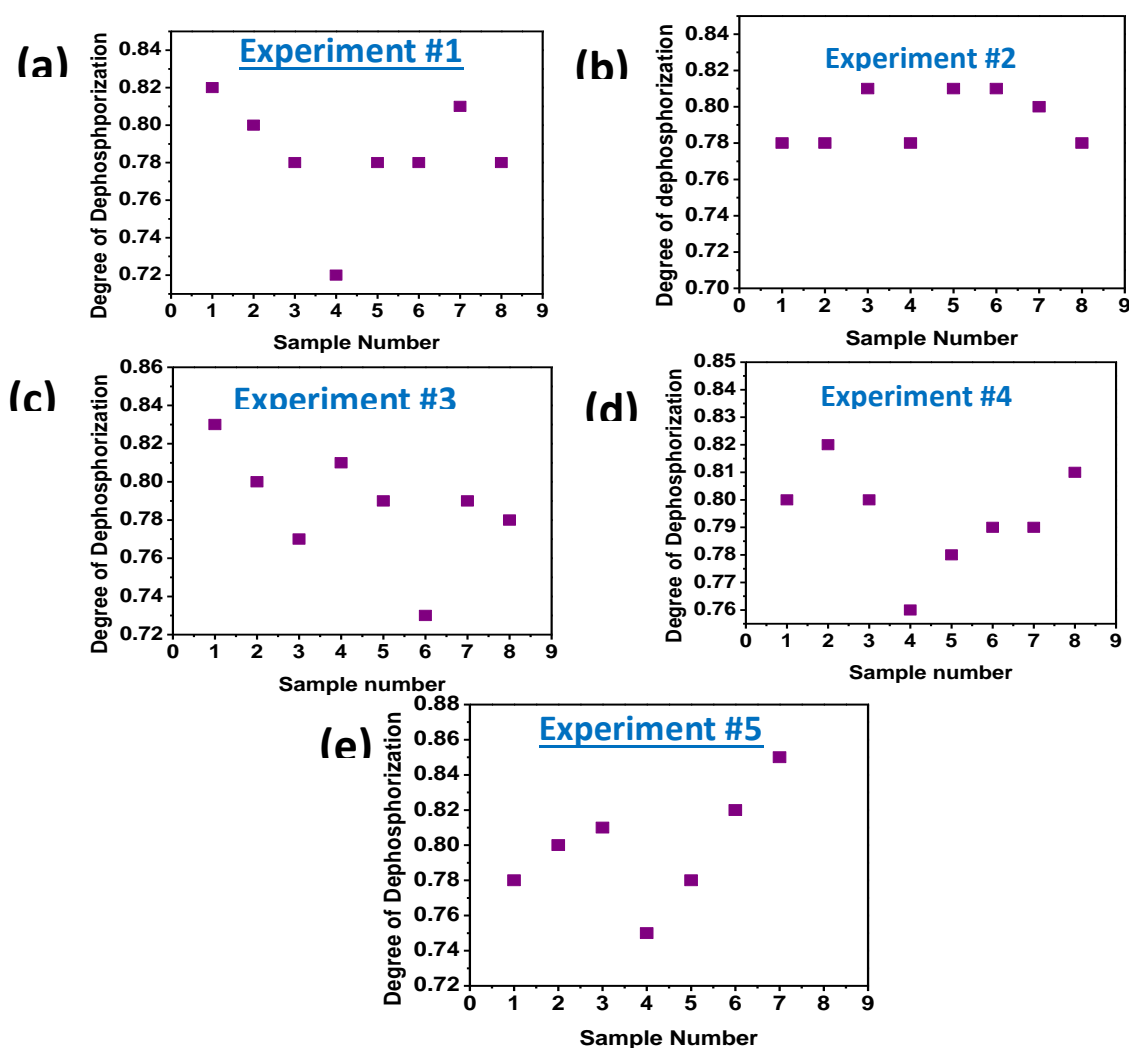 (a)
Experiment #1
Degree of Dephosphporization
0.84
0.82
0.80
0.78
0.76
0.74
0.72
0 1 2 3 4 5 6 7 8 9
Sample Number
(b)
Experiment #2
Degree of dephosphorization
0.84
0.82
0.80
0.78
0.76
0.74
0.72
0.70
0 1 2 3 4 5 6 7 8 9
Sample Number
(c)
Experiment #3
Degree of Dephosphorization
0.86
0.84
0.82
0.80
0.78
0.76
0.74
0.72
0 1 2 3 4 5 6 7 8 9
Sample number
(d)
Experiment #4
Degree of Dephosphorization
0.85
0.84
0.83
0.82
0.81
0.80
0.79
0.78
0.77
0.76
0 1 2 3 4 5 6 7 8 9
Sample number
(e)
Experiment #5
Degree of Dephosphorization
0.88
0.86
0.84
0.82
0.80
0.78
0.76
0.74
0.72
0 1 2 3 4 5 6 7 8 9
Sample Number